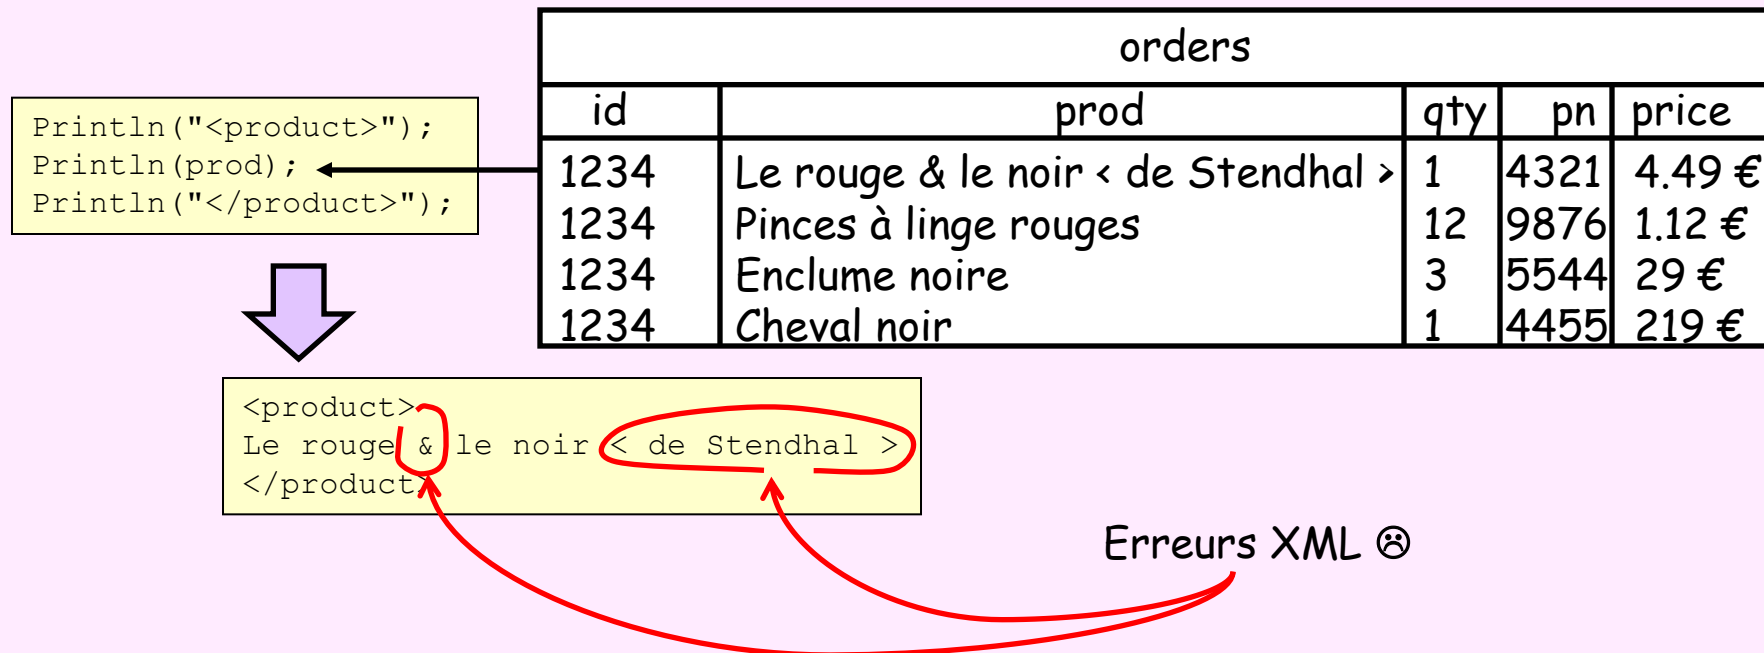 orders
id prod qty pn price
1234 Le rouge & le noir < de Stendhal > 1 4321 4.49 €
1234 Pinces à linge rouges 12 9876 1.12 €
1234 Enclume noire 3 5544 29 €
1234 Cheval noir 1 4455 219 €
Println("<product>");
Println(prod);
Println("</product>");
<product>
Le rouge & le noir < de Stendhal >
</product>
Erreurs XML ☹